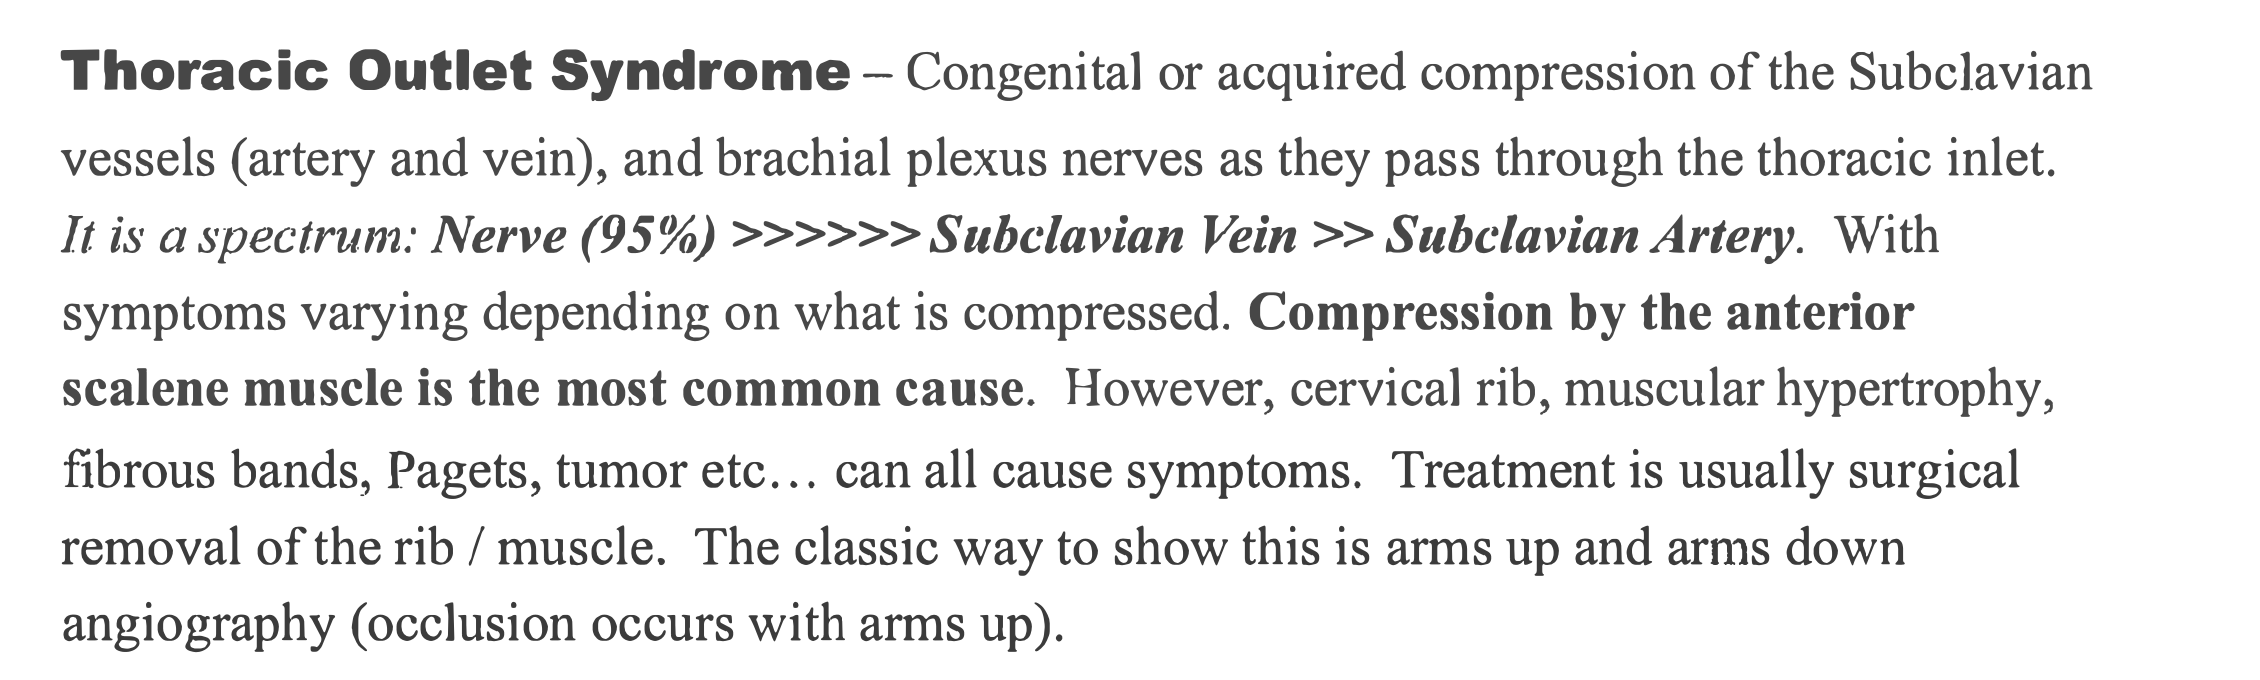 Thoracic Outlet Syndrome – Congenital or acquired compression of the Subclavian
vessels (artery and vein), and brachial plexus nerves as they pass through the thoracic inlet.
It is a spectrum: Nerve (95%) >>>>>> Subclavian Vein >> Subclavian Artery.  With
symptoms varying depending on what is compressed. Compression by the anterior
scalene muscle is the most common cause.  However, cervical rib, muscular hypertrophy,
fibrous bands, Pagets, tumor etc... can all cause symptoms.  Treatment is usually surgical
removal of the rib / muscle.  The classic way to show this is arms up and arms down
angiography (occlusion occurs with arms up).